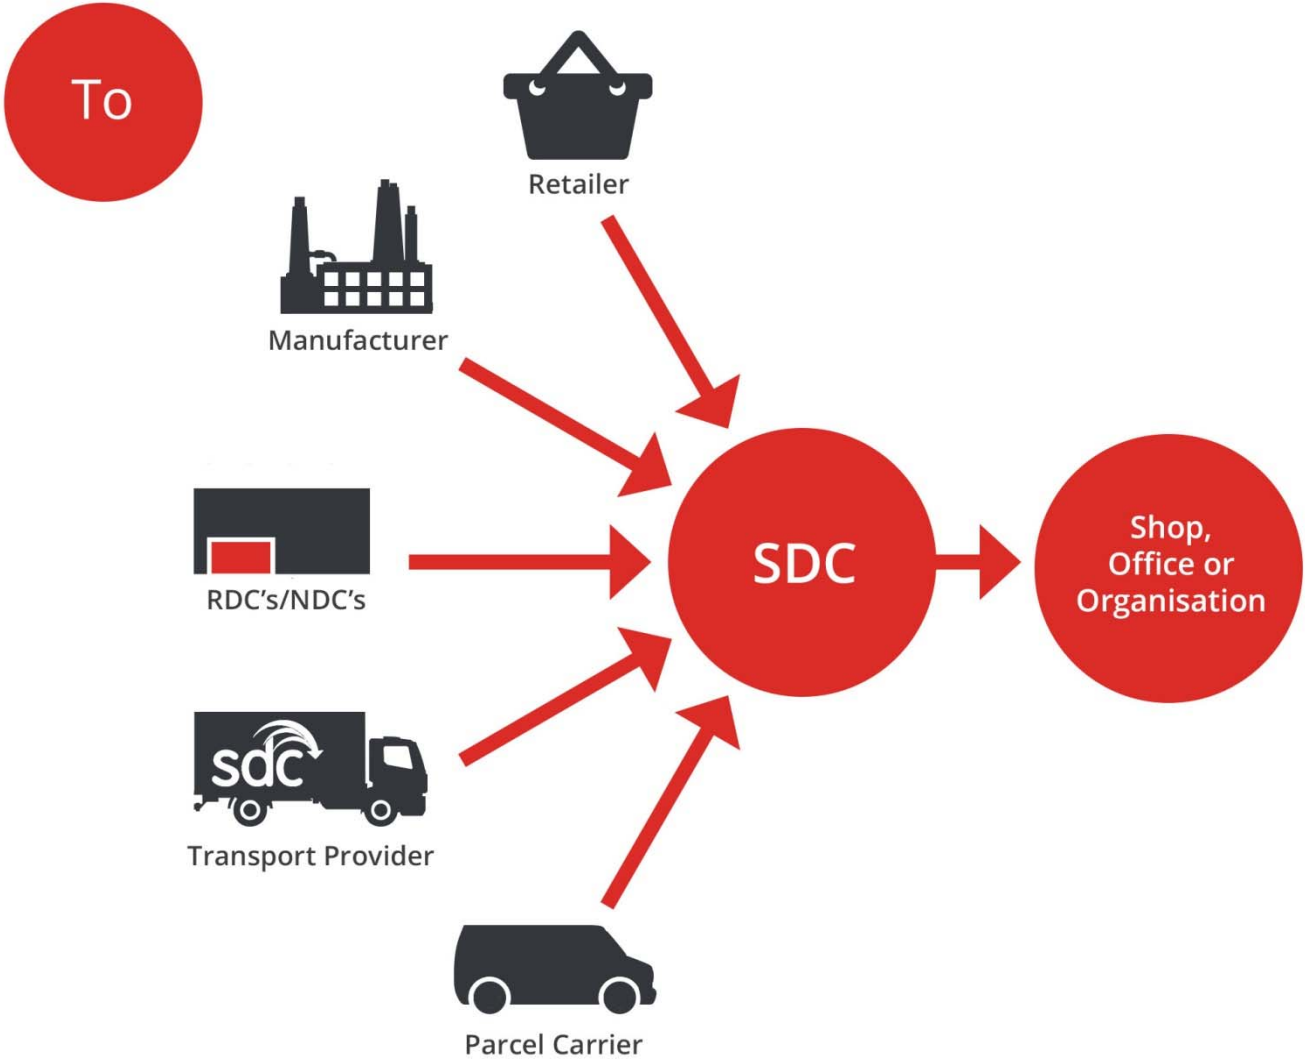 To
Retailer
Manufacturer
RDC’s/NDC’s
SDC
Shop,
Office or
Organisation
sdc
Transport Provider
Parcel Carrier